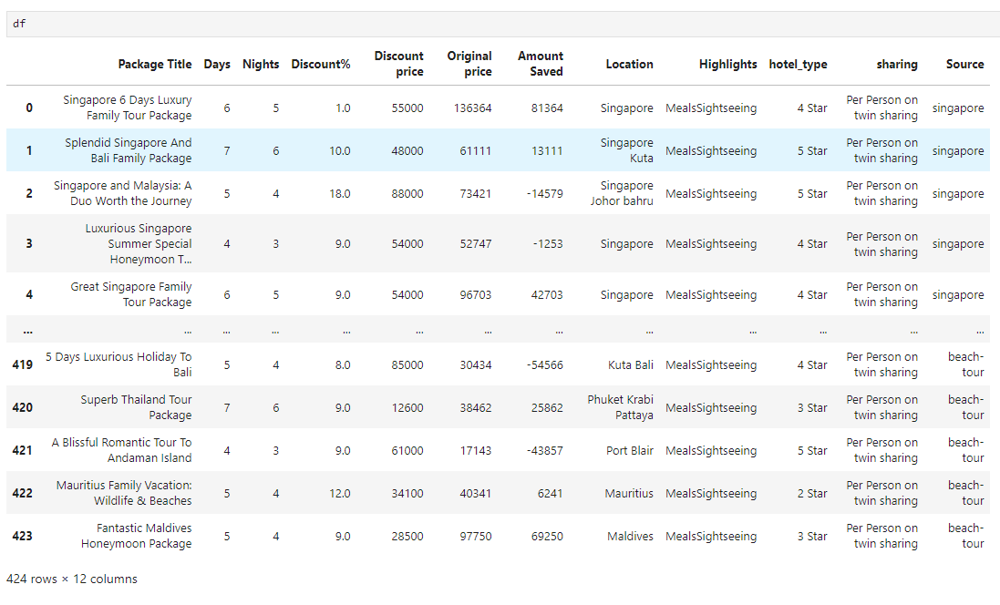 df
Package Title Days Nights Discount% Discount price Original price Amount Saved Location Highlights hotel_type sharing Source
0 Singapore 6 Days Luxury Family Tour Package 6 5 1.0 55000 136364 81364 Singapore MealsSightseeing 4 Star Per Person on twin sharing singapore
1 Splendid Singapore And Bali Family Package 7 6 10.0 48000 61111 13111 Singapore Kuta MealsSightseeing 5 Star Per Person on twin sharing singapore
2 Singapore and Malaysia: A Duo Worth the Journey 5 4 18.0 88000 73421 -14579 Singapore Johor bahru MealsSightseeing 5 Star Per Person on twin sharing singapore
3 Luxurious Singapore Summer Special Honeymoon T... 4 3 9.0 54000 52747 -1253 Singapore MealsSightseeing 4 Star Per Person on twin sharing singapore
4 Great Singapore Family Tour Package 6 5 9.0 54000 96703 42703 Singapore MealsSightseeing 4 Star Per Person on twin sharing singapore
... ... ... ... ... ... ... ... ... ... ... ... ...
419 5 Days Luxurious Holiday To Bali 5 4 8.0 85000 30434 -54566 Kuta Bali MealsSightseeing 4 Star Per Person on twin sharing beach-tour
420 Superb Thailand Tour Package 7 6 9.0 12600 38462 25862 Phuket Krabi Pattaya MealsSightseeing 3 Star Per Person on twin sharing beach-tour
421 A Blissful Romantic Tour To Andaman Island 4 3 9.0 61000 17143 -43857 Port Blair MealsSightseeing 5 Star Per Person on twin sharing beach-tour
422 Mauritius Family Vacation: Wildlife & Beaches 5 4 12.0 34100 40341 6241 Mauritius MealsSightseeing 2 Star Per Person on twin sharing beach-tour
423 Fantastic Maldives Honeymoon Package 5 4 9.0 28500 97750 69250 Maldives MealsSightseeing 3 Star Per Person on twin sharing beach-tour
424 rows × 12 columns